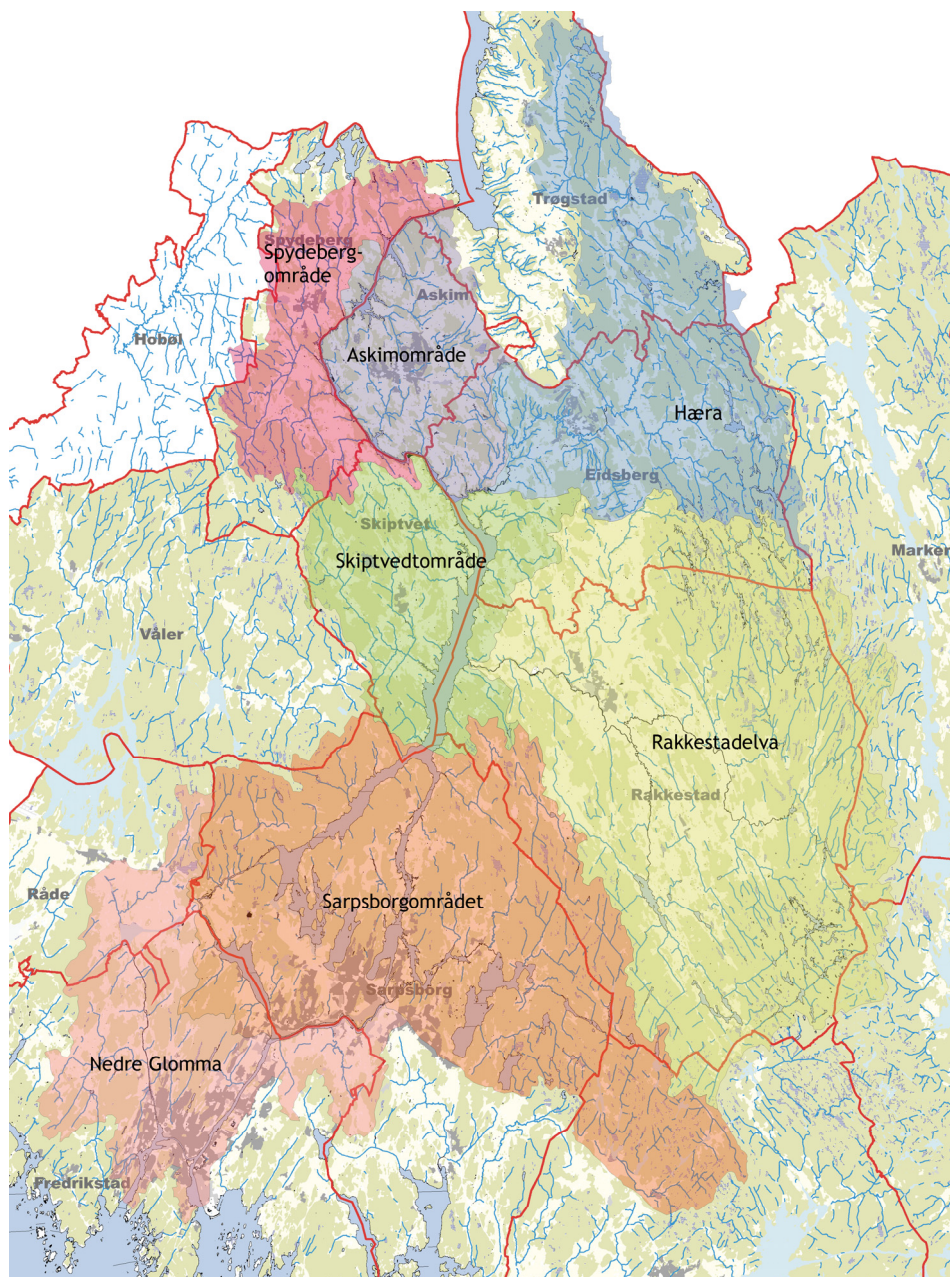 Trøgstad
Spydeberg
Spydeberg-
område
Askim
Hobøl
Askimområde
Hæra
Eidsberg
Skiptvet
Marker
Skiptvedtområde
Våler
Rakkestadelva
Rakkestad
Råde
Sarpsborgområdet
Sarpsborg
Nedre Glomma
Fredrikstad